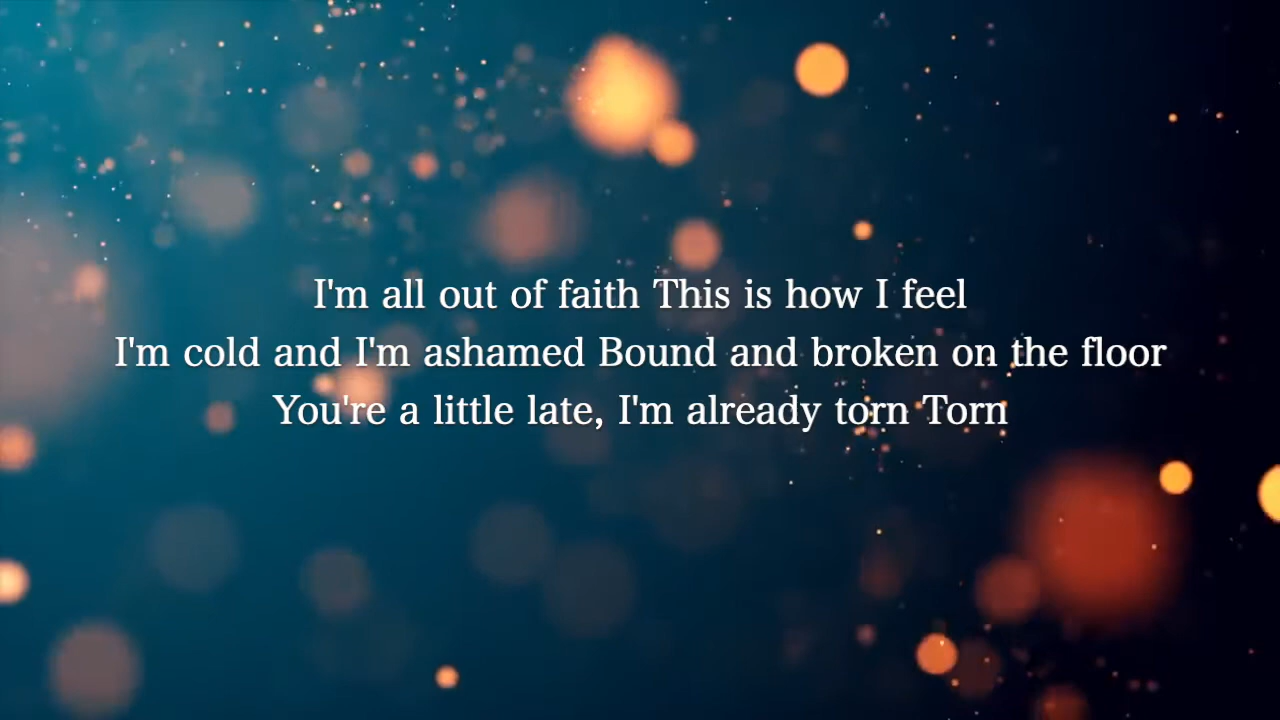 I'm all out of faith This is how I feel
I'm cold and I'm ashamed Bound and broken on the floor
You're a little late, I'm already torn Torn